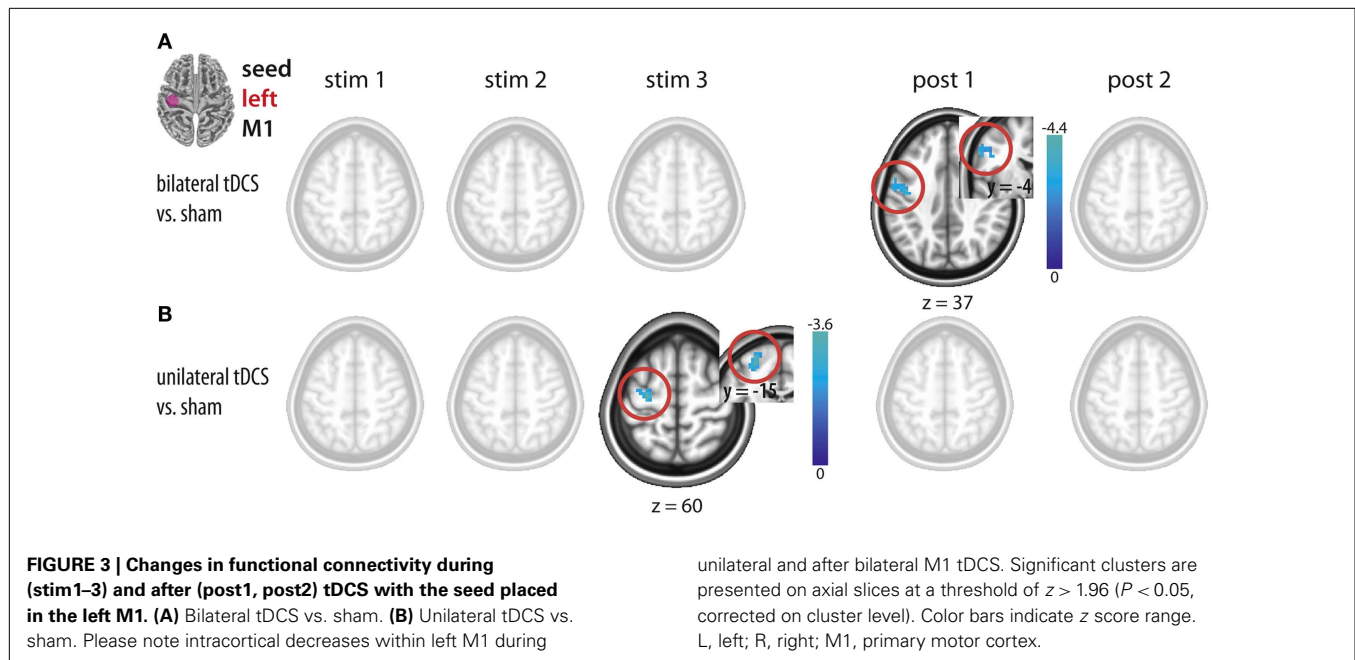 A
seed
left
M1
stim 1
stim 2
stim 3
post 1
post 2
bilateral tDCS
vs. sham
y = -4
-4.4
0
z = 37
B
unilateral tDCS
vs. sham
y = -15
-3.6
0
z = 60
FIGURE 3 | Changes in functional connectivity during
(stim1–3) and after (post1, post2) tDCS with the seed placed
in the left M1. (A) Bilateral tDCS vs. sham. (B) Unilateral tDCS vs.
sham. Please note intracortical decreases within left M1 during
unilateral and after bilateral M1 tDCS. Significant clusters are
presented on axial slices at a threshold of z > 1.96 (P < 0.05,
corrected on cluster level). Color bars indicate z score range.
L, left; R, right; M1, primary motor cortex.